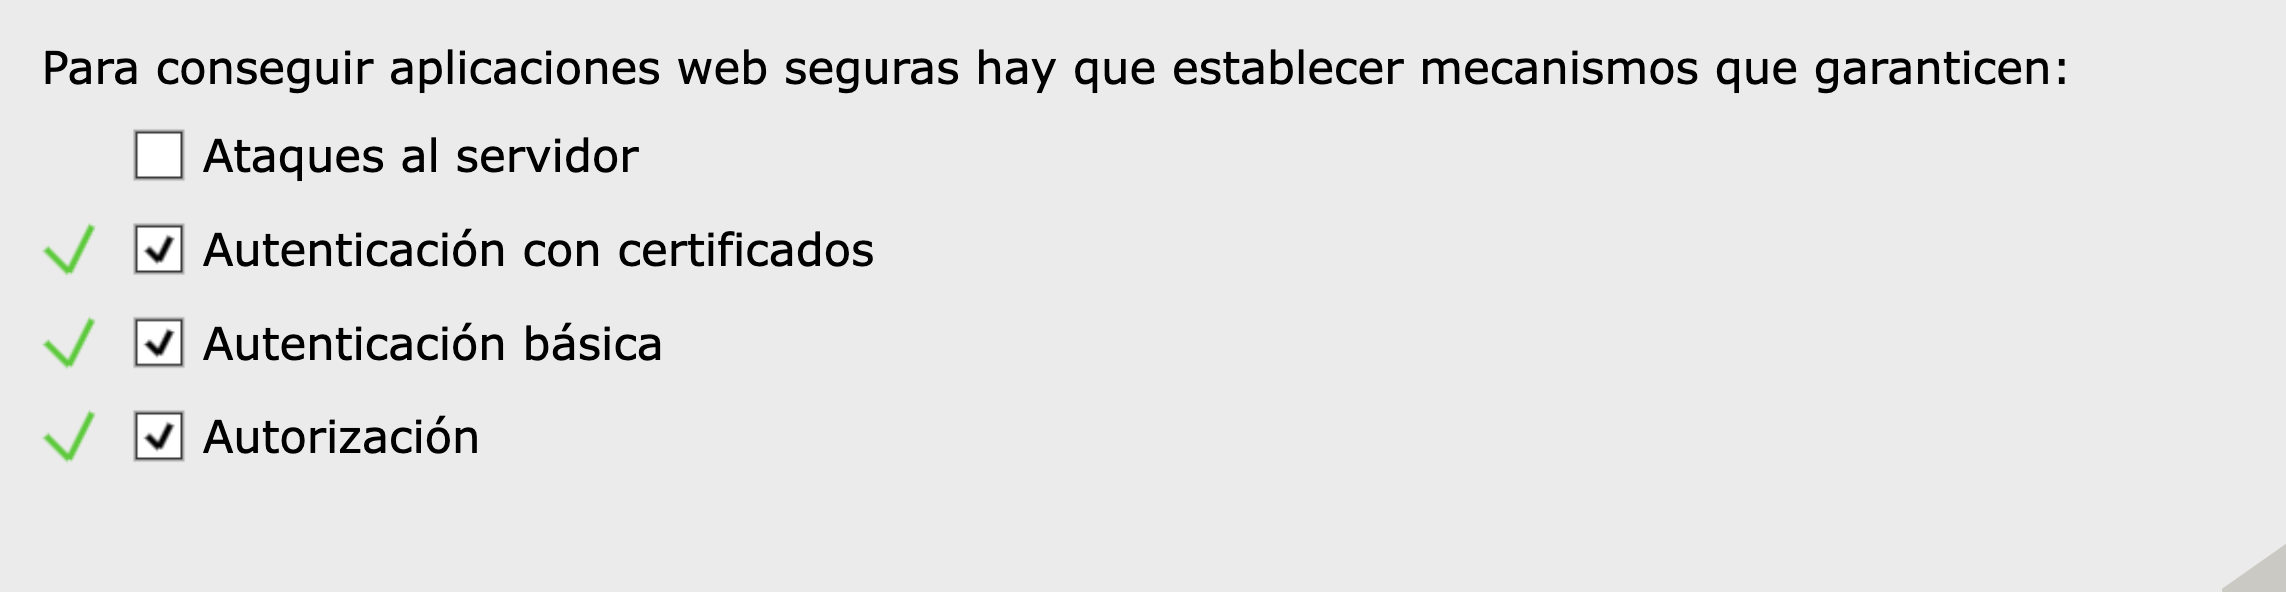 Para conseguir aplicaciones web seguras hay que establecer mecanismos que garanticen:
Ataques al servidor
Autenticación con certificados
Autenticación básica
Autorización